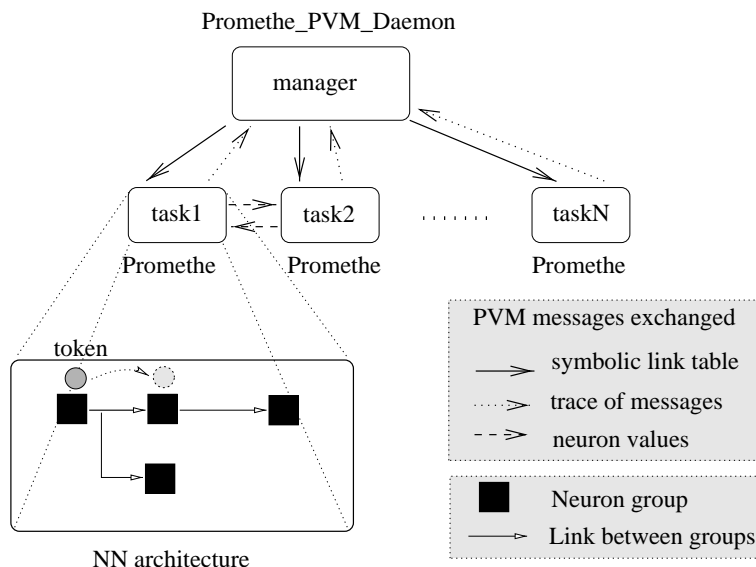 Promethe_PVM_Daemon
manager
task1
task2
taskN
Promethe
Promethe
Promethe
PVM messages exchanged
symbolic link table
trace of messages
neuron values
token
Neuron group
Link between groups
NN architecture